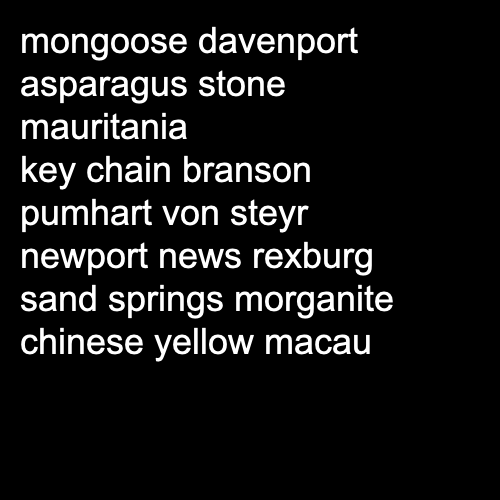 mongoose davenport
asparagus stone
mauritania
key chain branson
pumhart von steyr
newport news rexburg
sand springs morganite
chinese yellow macau